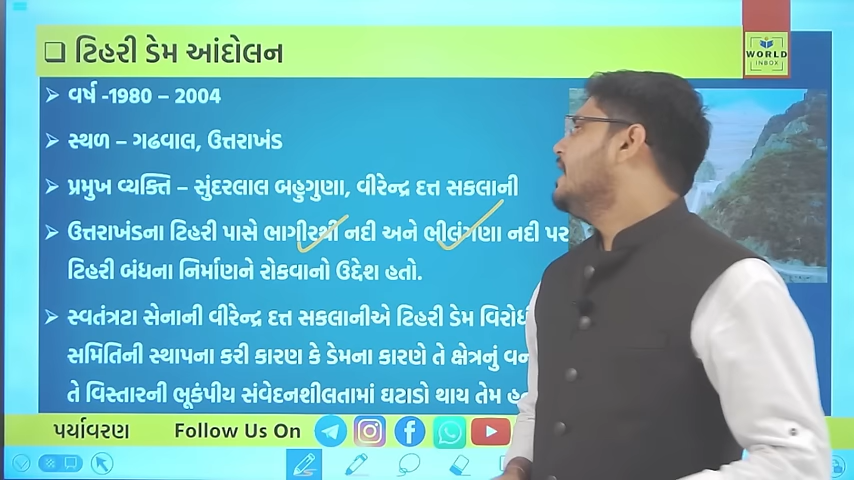 ❑ ટિહરી ડેમ આંદોલન
WORLD
INBOX
➢ વર્ષ -1980 – 2004
➢ સ્થળ – ગઢવાલ, ઉત્તરાખંડ
➢ પ્રમુખ વ્યક્તિ – સુંદરલાલ બહુગુણા, વીરેન્દ્ર દત્ત સકલાની
➢ ઉત્તરાખંડના ટિહરી પાસે ભાગીરથી નદી અને ભીલંગણા નદી પર
ટિહરી બંધના નિર્માણને રોકવાનો ઉદ્દેશ હતો.
➢ સ્વતંત્રટા સેનાની વીરેન્દ્ર દત્ત સકલાનીએ ટિહરી ડેમ
સમિતિની સ્થાપના કરી કારણ કે ડેમના કારણે તે ક્ષેત્રનું
તે વિસ્તારની ભૂકંપીય સંવેદનશીલતામાં ઘટાડો થાય તેમ
પર્યાવરણ Follow Us On